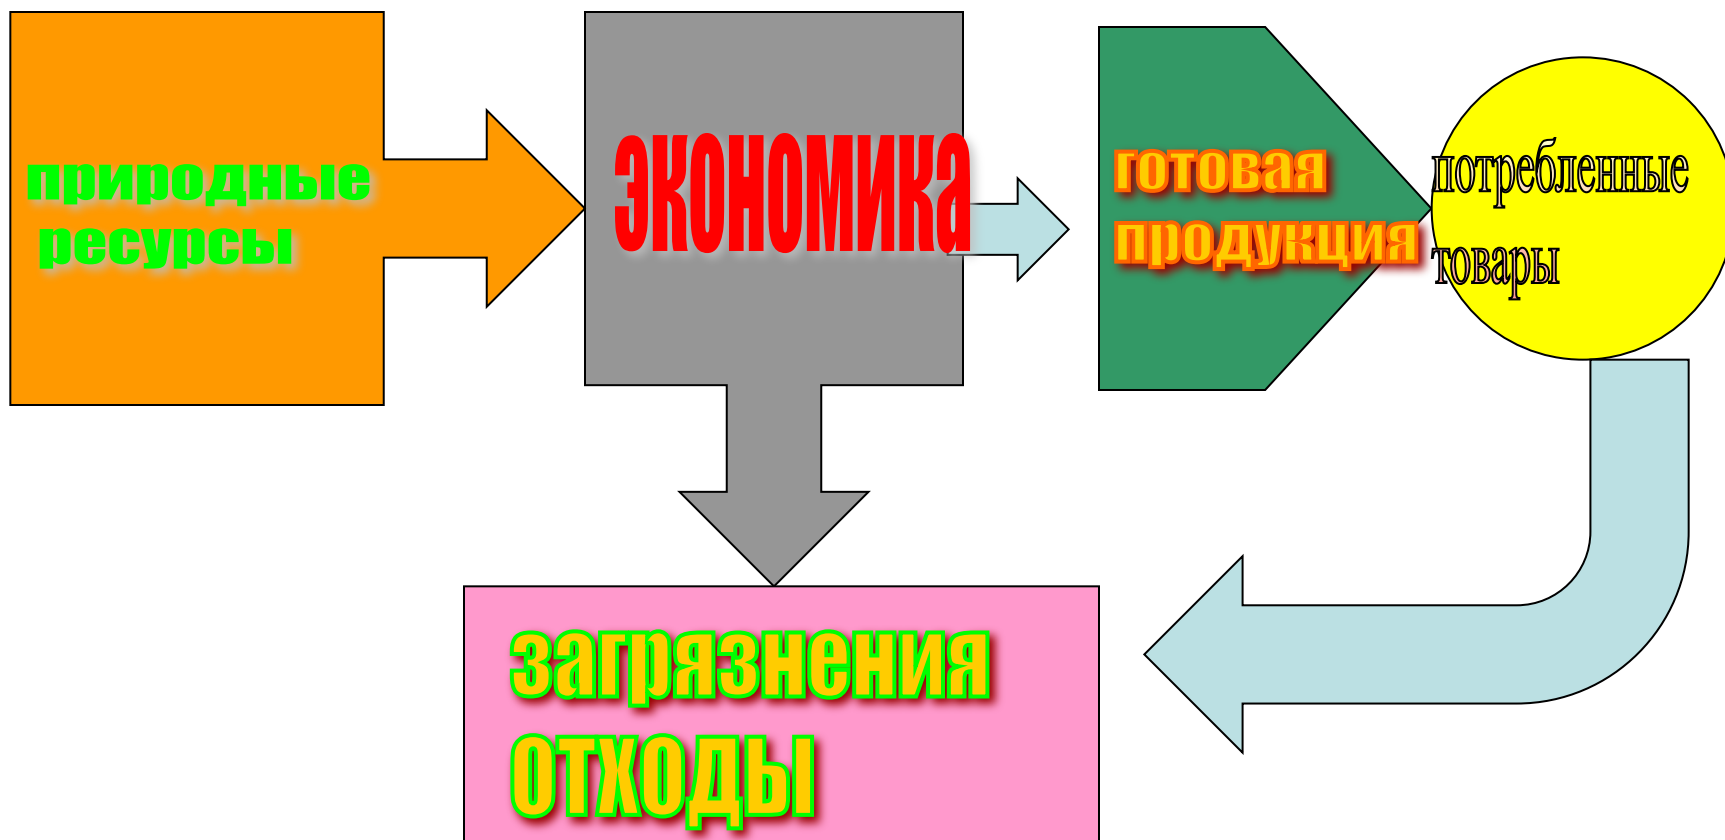 природные
ресурсы
экономика
готовая
продукция
потребленные
товары
загрязнения
отходы